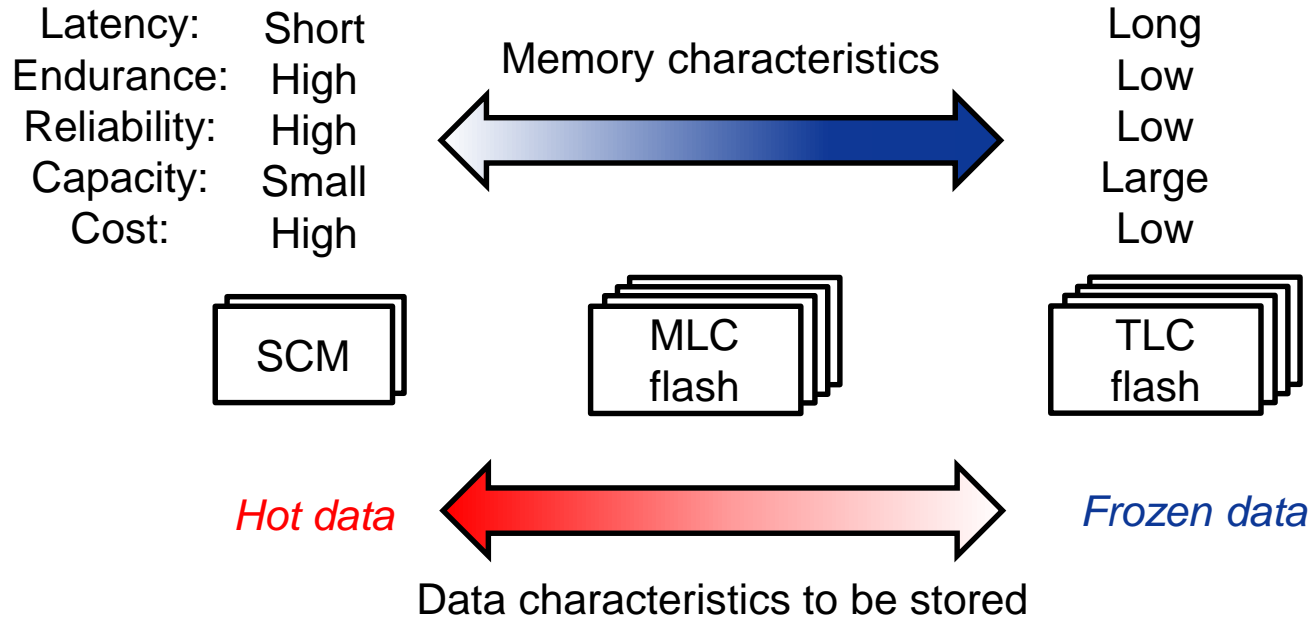 Latency: Short Long
Endurance: High Memory characteristics Low
Reliability: High Low
Capacity: Small Large
Cost: High Low
SCM
MLC
flash
TLC
flash
Hot data Frozen data
Data characteristics to be stored